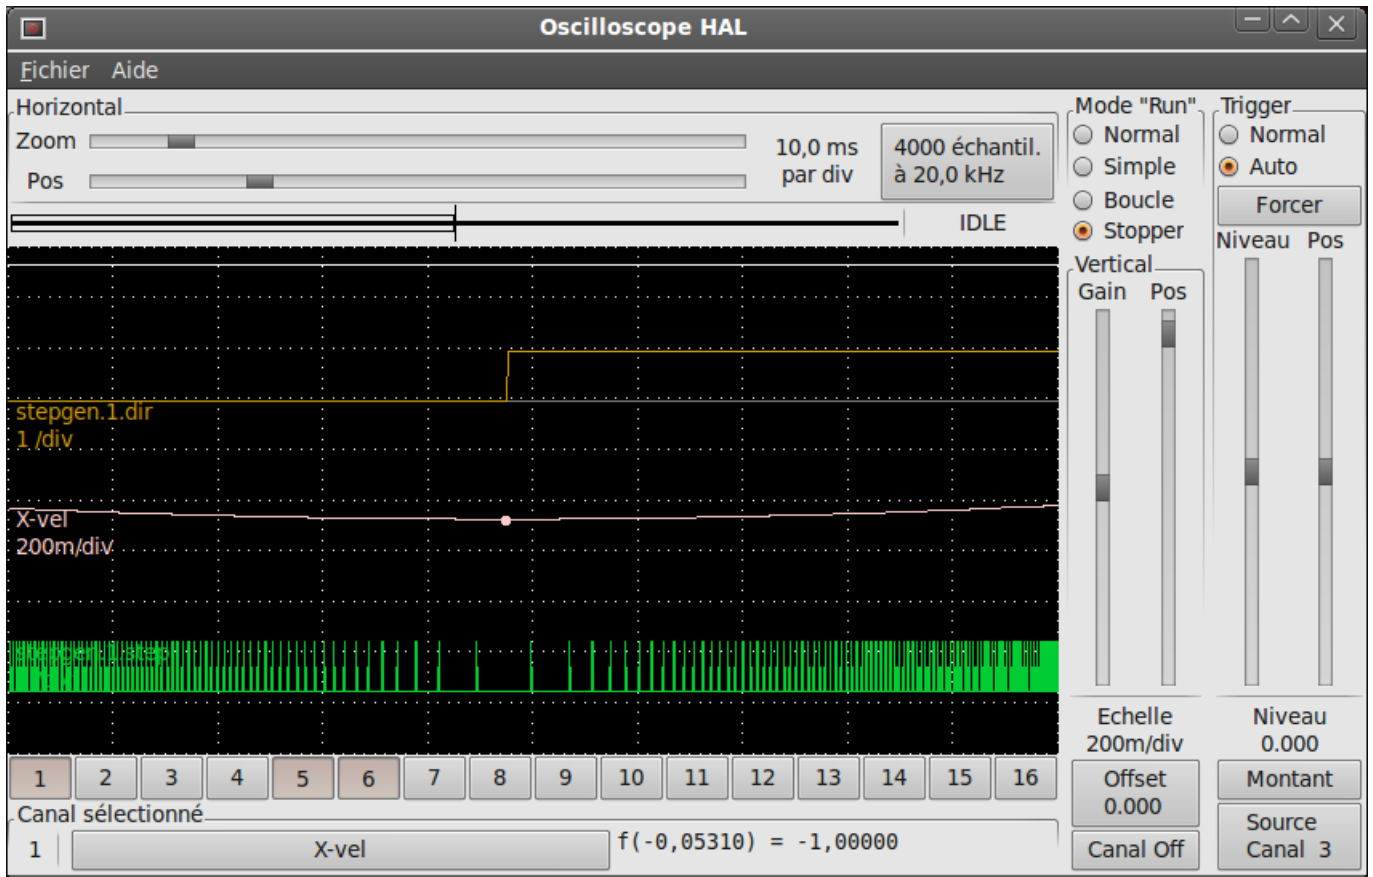 Oscilloscope HAL
Fichier Aide
Horizontal
Zoom
Pos
10,0 ms
par div
4000 échantil.
à 20,0 kHz
IDLE
Mode "Run"
Normal
Simple
Boucle
Stopper
Trigger
Normal
Auto
Forcer
Niveau Pos
Vertical
Gain Pos
stepgen.1.dir
1 /div
X-vel
200m/div
stepgen.1.step
Echelle
200m/div
Offset
0.000
Canal Off
Niveau
0.000
Montant
Source
Canal 3
1 2 3 4 5 6 7 8 9 10 11 12 13 14 15 16
Canal sélectionné
1 X-vel f(-0,05310) = -1,00000